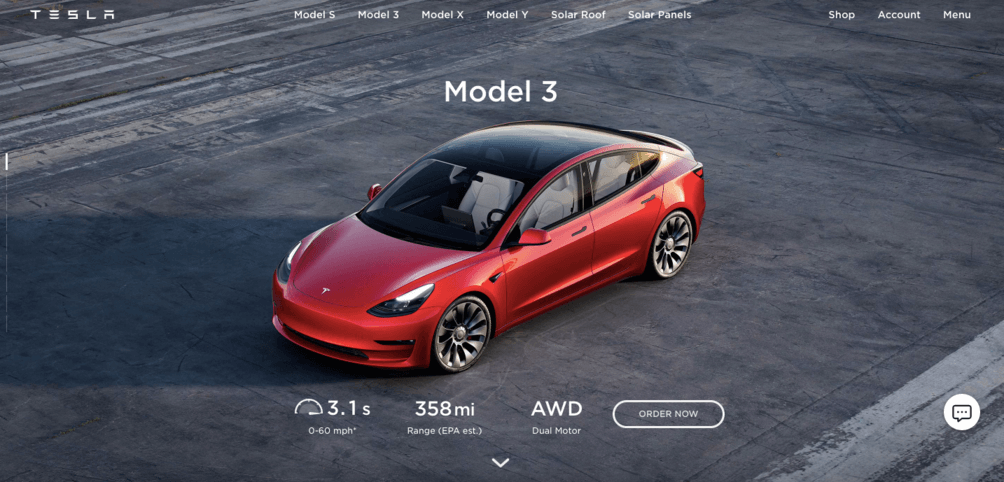 TESLA Model S Model 3 Model X Model Y Solar Roof Solar Panels Shop Account Menu
Model 3
3.1 s 358 mi AWD ORDER NOW
0-60 mph* Range (EPA est.) Dual Motor